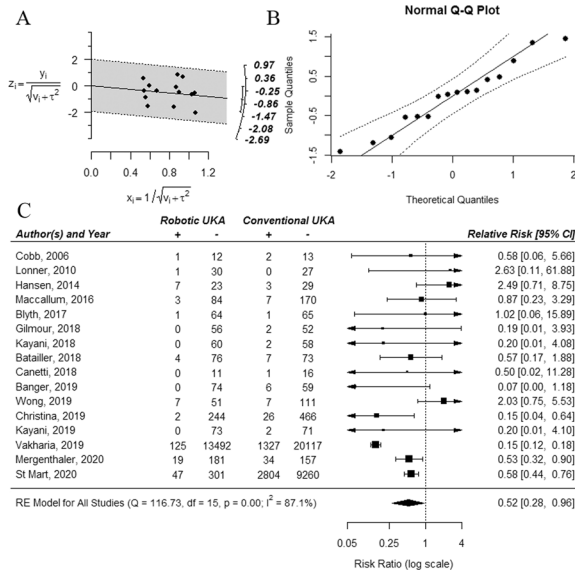 A
z_i = y_i / √(v_i + τ²)
2
0
-2
0.97
0.36
-0.25
-0.86
-1.47
-2.08
-2.69
0.0 0.2 0.4 0.6 0.8 1.0 1.2
x_i = 1/√(v_i + τ²)
B
Normal Q-Q Plot
Sample Quantiles
1.5
0.5
-0.5
-1.5
-2 -1 0 1 2
Theoretical Quantiles
C
Robotic UKA Conventional UKA
Author(s) and Year + - + - Relative Risk [95% CI]
Cobb, 2006 1 12 2 13 0.58 [0.06, 5.66]
Lonner, 2010 1 30 0 27 2.63 [0.11, 61.88]
Hansen, 2014 7 23 3 29 2.49 [0.71, 8.75]
Maccallum, 2016 3 84 7 170 0.87 [0.23, 3.29]
Blyth, 2017 1 64 1 65 1.02 [0.06, 15.89]
Gilmour, 2018 0 56 2 52 0.19 [0.01, 3.93]
Kayani, 2018 0 60 2 58 0.20 [0.01, 4.08]
Batailler, 2018 4 76 7 73 0.57 [0.17, 1.88]
Canetti, 2018 0 11 1 16 0.50 [0.02, 11.28]
Banger, 2019 0 74 6 59 0.07 [0.00, 1.18]
Wong, 2019 7 51 7 111 2.03 [0.75, 5.53]
Christina, 2019 2 244 26 466 0.15 [0.04, 0.64]
Kayani, 2019 0 73 2 71 0.20 [0.01, 4.10]
Vakharia, 2019 125 13492 1327 20117 0.15 [0.12, 0.18]
Mergenthaler, 2020 19 181 34 157 0.53 [0.32, 0.90]
St Mart, 2020 47 301 2804 9260 0.58 [0.44, 0.76]
RE Model for All Studies (Q = 116.73, df = 15, p = 0.00; I² = 87.1%) 0.52 [0.28, 0.96]
0.05 0.25 1 4
Risk Ratio (log scale)